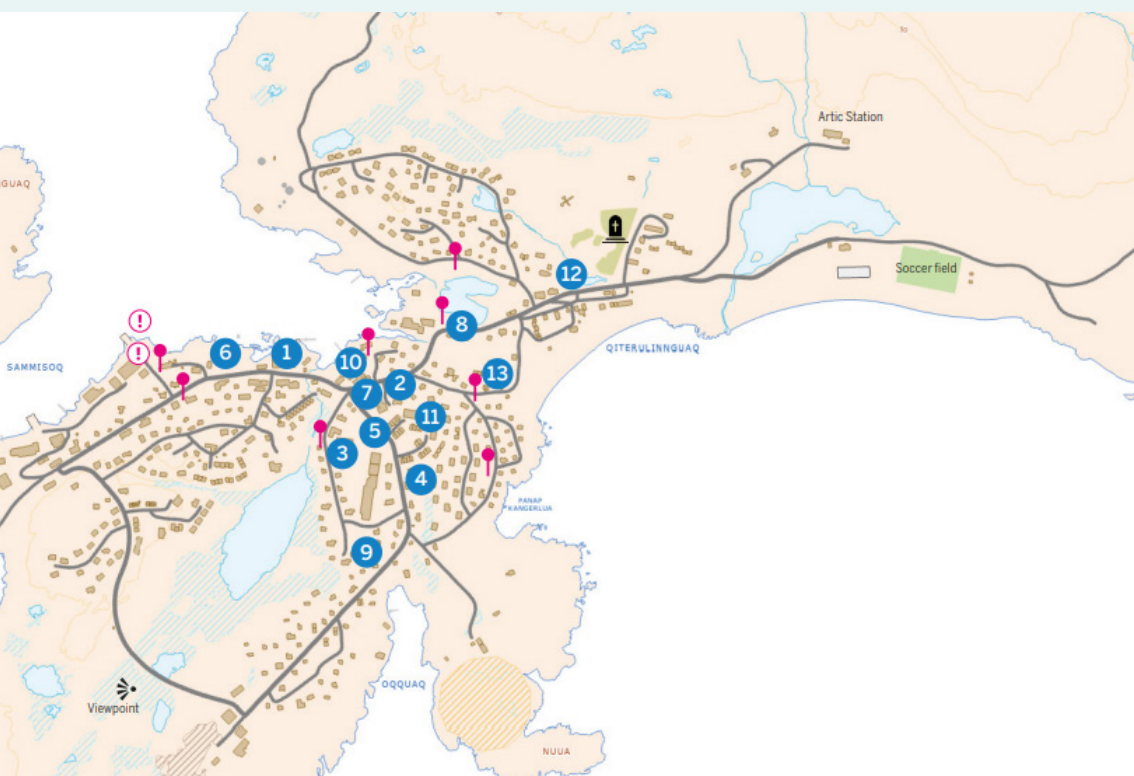 Artic Station
GUAQ
Soccer field
12
8
QITERULINNGUAQ
!
!
SAMMISOQ
6
1
10
13
7
2
11
5
3
4
PANAP
KANGERLUA
9
OQQUAQ
Viewpoint
NUUA